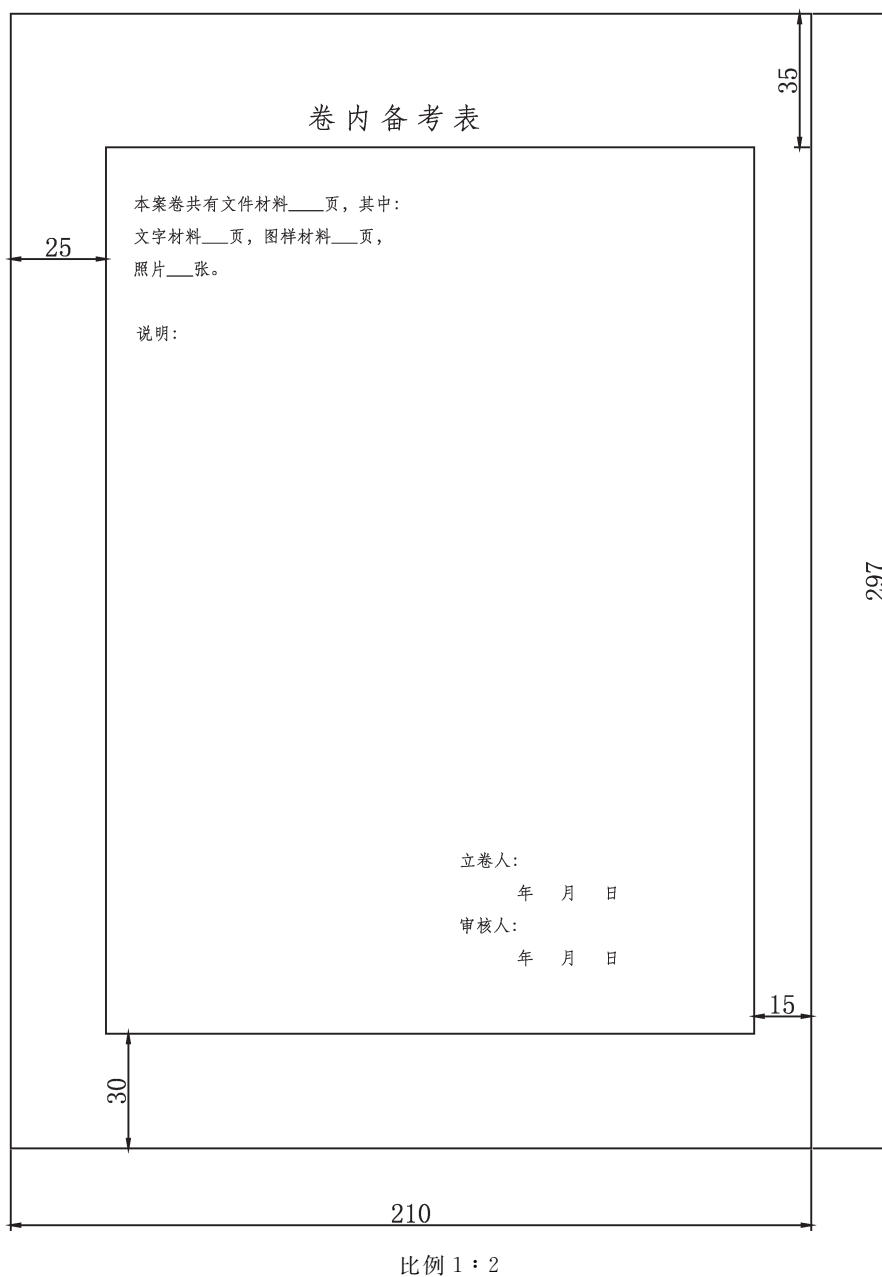 35
卷内备考表
本案卷共有文件材料____页，其中：
文字材料___页，图样材料___页，
25
照片___张。
说明：
297
立卷人：
年 月 日
审核人：
年 月 日
15
30
210
比例1：2